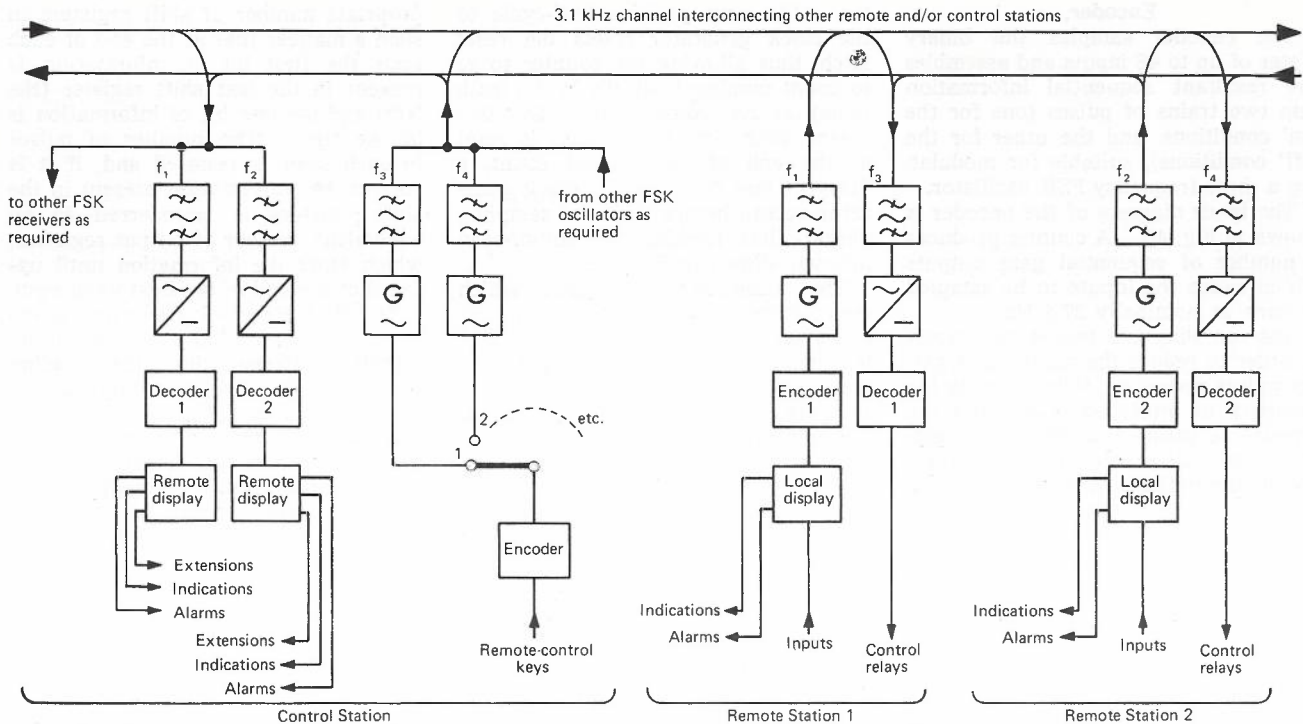 3.1 kHz channel interconnecting other remote and/or control stations
to other FSK
receivers as
required
f1
f2
f3
f4
from other FSK
oscillators as
required
f1
f3
f2
f4
G
G
G
G
Decoder
1
Decoder
2
Encoder
1
Decoder
1
Encoder
2
Decoder
2
2
etc.
1
Remote
display
Remote
display
Local
display
Local
display
Encoder
Extensions
Indications
Alarms
Extensions
Indications
Alarms
Remote-control
keys
Indications
Alarms
Inputs
Control
relays
Indications
Alarms
Inputs
Control
relays
Control Station
Remote Station 1
Remote Station 2